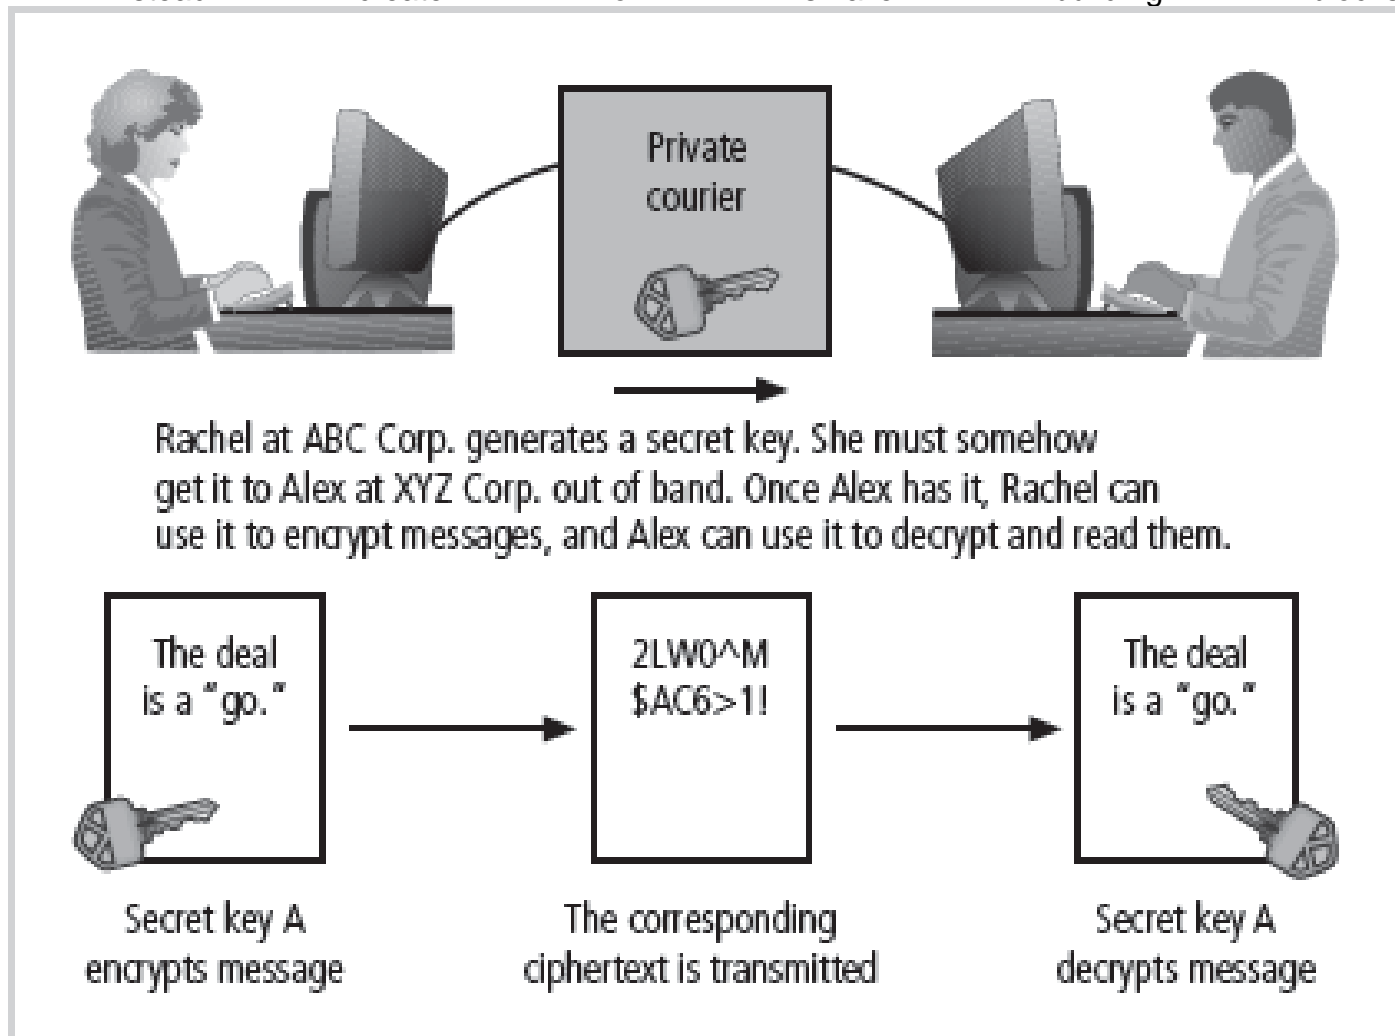 Private
courier
Rachel at ABC Corp. generates a secret key. She must somehow
get it to Alex at XYZ Corp. out of band. Once Alex has it, Rachel can
use it to encrypt messages, and Alex can use it to decrypt and read them.
The deal
is a "go."
2LW0^M
$AC6>1!
The deal
is a "go."
Secret key A
encrypts message
The corresponding
ciphertext is transmitted
Secret key A
decrypts message